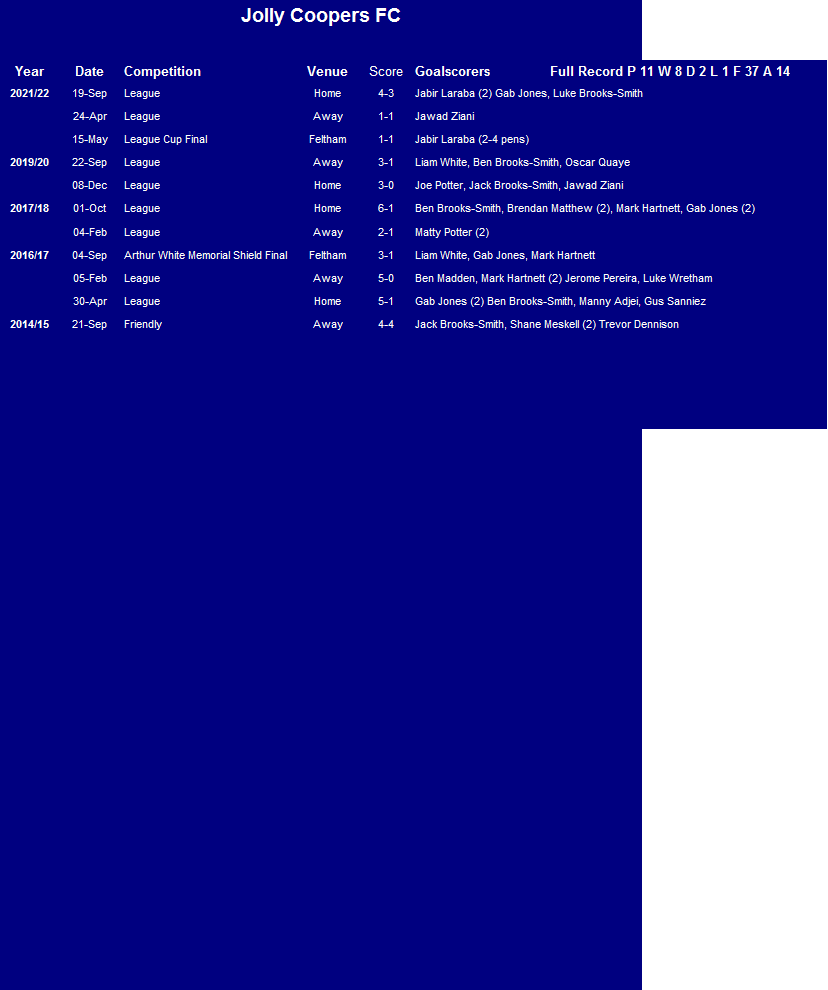 Jolly Coopers FC
Year Date Competition Venue Score Goalscorers Full Record P 11 W 8 D 2 L 1 F 37 A 14
2021/22 19-Sep League Home 4-3 Jabir Laraba (2) Gab Jones, Luke Brooks-Smith
24-Apr League Away 1-1 Jawad Ziani
15-May League Cup Final Feltham 1-1 Jabir Laraba (2-4 pens)
2019/20 22-Sep League Away 3-1 Liam White, Ben Brooks-Smith, Oscar Quaye
08-Dec League Home 3-0 Joe Potter, Jack Brooks-Smith, Jawad Ziani
2017/18 01-Oct League Home 6-1 Ben Brooks-Smith, Brendan Matthew (2), Mark Hartnett, Gab Jones (2)
04-Feb League Away 2-1 Matty Potter (2)
2016/17 04-Sep Arthur White Memorial Shield Final Feltham 3-1 Liam White, Gab Jones, Mark Hartnett
05-Feb League Away 5-0 Ben Madden, Mark Hartnett (2) Jerome Pereira, Luke Wretham
30-Apr League Home 5-1 Gab Jones (2) Ben Brooks-Smith, Manny Adjei, Gus Sanniez
2014/15 21-Sep Friendly Away 4-4 Jack Brooks-Smith, Shane Meskell (2) Trevor Dennison